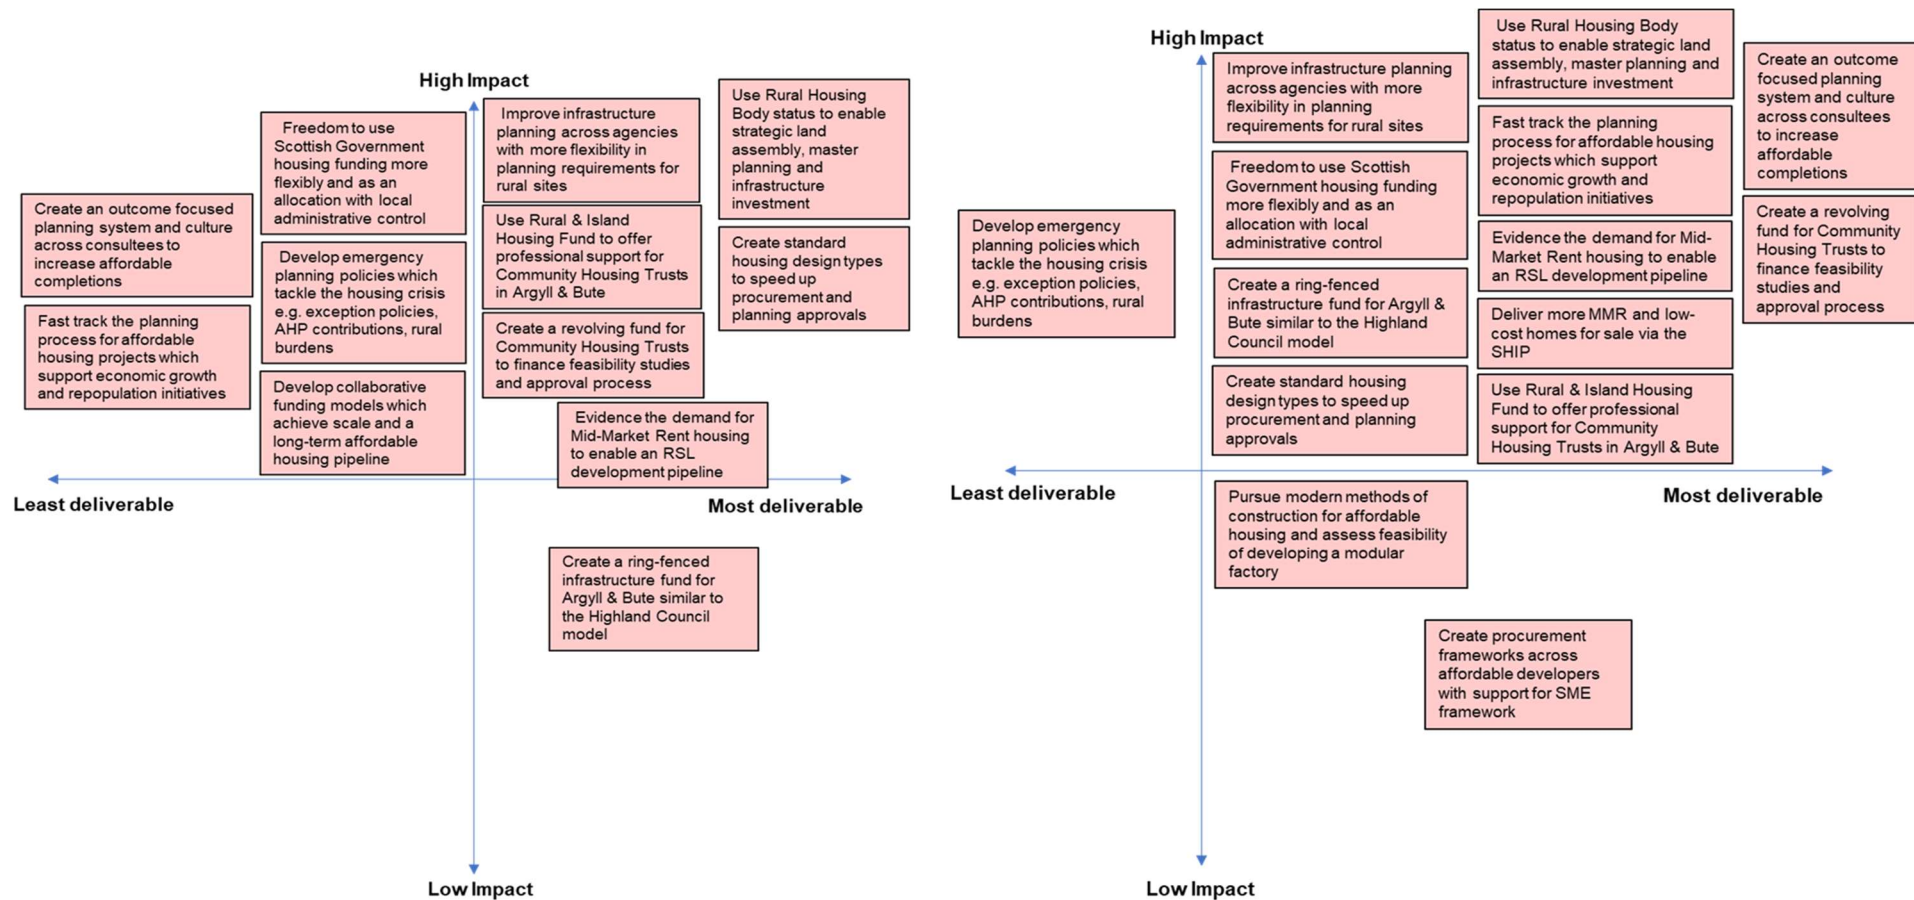 High Impact
Create an outcome focused
planning system and culture
across consultees to
increase affordable
completions
Fast track the planning
process for affordable
housing projects which
support economic growth
and repopulation initiatives
Freedom to use
Scottish Government
housing funding more
flexibly and as an
allocation with local
administrative control
Develop emergency
planning policies which
tackle the housing crisis
e.g. exception policies,
AHP contributions, rural
burdens
Develop collaborative
funding models which
achieve scale and a
long-term affordable
housing pipeline
Improve infrastructure
planning across agencies
with more flexibility in
planning requirements for
rural sites
Use Rural & Island
Housing Fund to offer
professional support for
Community Housing Trusts
in Argyll & Bute
Create a revolving fund for
Community Housing Trusts
to finance feasibility studies
and approval process
Evidence the demand for
Mid-Market Rent housing
to enable an RSL
development pipeline
Use Rural Housing
Body status to enable
strategic land
assembly, master
planning and
infrastructure
investment
Create standard
housing design types
to speed up
procurement and
planning approvals
Least deliverable
Most deliverable
Create a ring-fenced
infrastructure fund for
Argyll & Bute similar to
the Highland Council
model
Low Impact
High Impact
Develop emergency
planning policies which
tackle the housing crisis
e.g. exception policies,
AHP contributions, rural
burdens
Improve infrastructure planning
across agencies with more
flexibility in planning
requirements for rural sites
Freedom to use Scottish
Government housing funding
more flexibly and as an
allocation with local
administrative control
Create a ring-fenced
infrastructure fund for Argyll &
Bute similar to the Highland
Council model
Create standard housing
design types to speed up
procurement and planning
approvals
Use Rural Housing Body
status to enable strategic land
assembly, master planning and
infrastructure investment
Fast track the planning
process for affordable housing
projects which support
economic growth and
repopulation initiatives
Evidence the demand for Mid-
Market Rent housing to enable
an RSL development pipeline
Deliver more MMR and low-
cost homes for sale via the
SHIP
Use Rural & Island Housing
Fund to offer professional
support for Community
Housing Trusts in Argyll & Bute
Create an outcome
focused planning
system and culture
across consultees
to increase
affordable
completions
Create a revolving
fund for Community
Housing Trusts to
finance feasibility
studies and
approval process
Least deliverable
Most deliverable
Pursue modern methods of
construction for affordable
housing and assess feasibility
of developing a modular
factory
Create procurement
frameworks across
affordable developers
with support for SME
framework
Low Impact